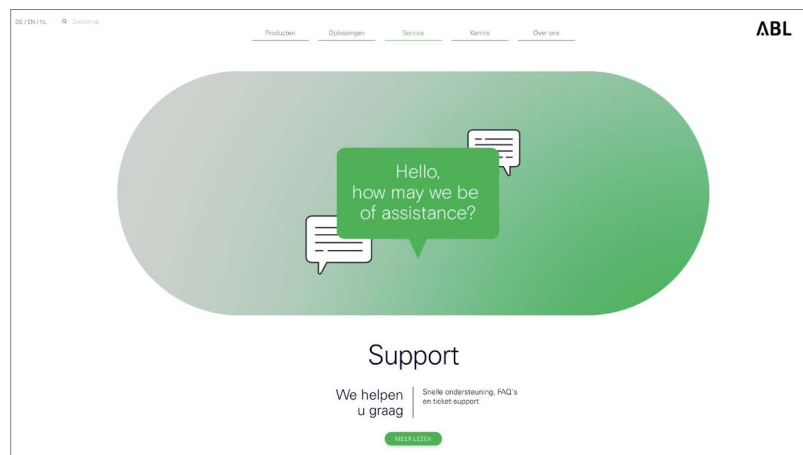 DE / EN / NL
Zoeken op
Producten
Oplossingen
Service
Kennis
Over ons
ABL
Hello,
how may we be
of assistance?
Support
We helpen
u graag
Snelle ondersteuning, FAQ's
en ticket-support
MEER LEZEN